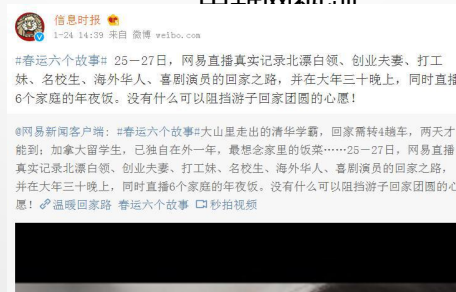 信息时报
1-24 14:39 来自 微博 weibo.com
#春运六个故事# 25—27日，网易直播真实记录北漂白领、创业夫妻、打工
妹、名校生、海外华人、喜剧演员的回家之路，并在大年三十晚上，同时直播
6个家庭的年夜饭。没有什么可以阻挡游子回家团圆的心愿！
@网易新闻客户端：#春运六个故事#大山里走出的清华学霸，回家需转4趟车，两天才
能到；加拿大留学生，已独自在外一年，最想念家里的饭菜……25—27日，网易直播
真实记录北漂白领、创业夫妻、打工妹、名校生、海外华人、喜剧演员的回家之路，
并在大年三十晚上，同时直播6个家庭的年夜饭。没有什么可以阻挡游子回家团圆的心
愿！温暖回家路 春运六个故事 秒拍视频